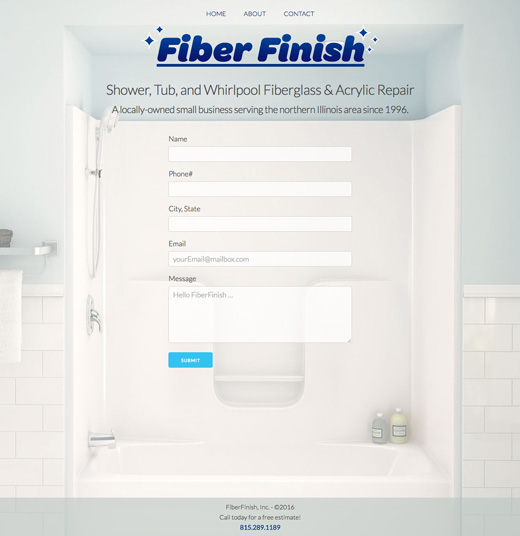 HOME ABOUT CONTACT
Fiber Finish
Shower, Tub, and Whirlpool Fiberglass & Acrylic Repair
A locally-owned small business serving the northern Illinois area since 1996.
Name
Phone#
City, State
Email
yourEmail@mailbox.com
Message
Hello FiberFinish ...
SUBMIT
FiberFinish, Inc. - ©2016
Call today for a free estimate!
815.289.1189